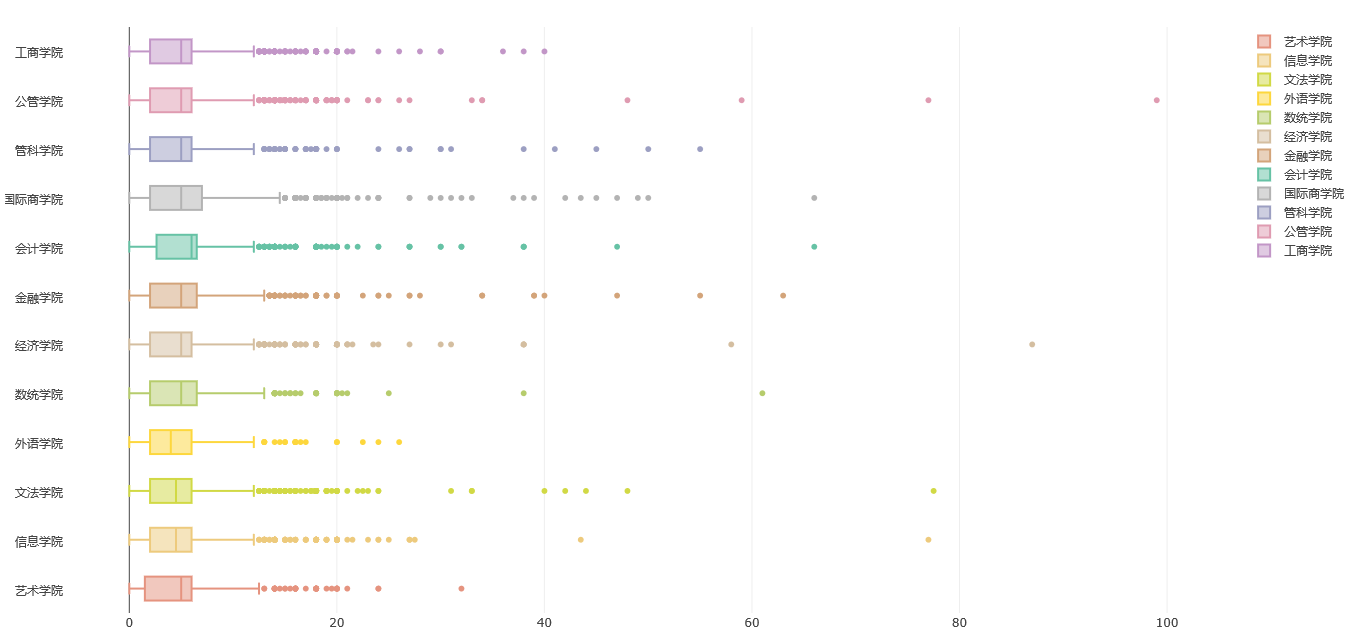 工商学院
公管学院
管科学院
国际商学院
会计学院
金融学院
经济学院
数统学院
外语学院
文法学院
信息学院
艺术学院
0 20 40 60 80 100
艺术学院
信息学院
文法学院
外语学院
数统学院
经济学院
金融学院
会计学院
国际商学院
管科学院
公管学院
工商学院